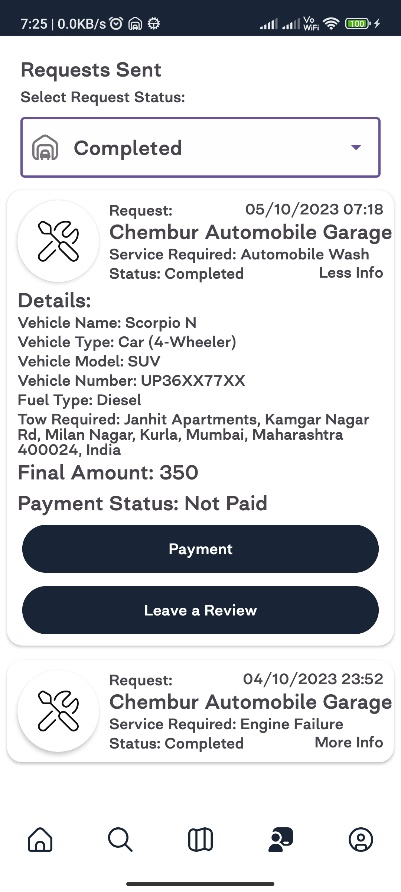 7:25 | 0.0KB/s
Vo
WiFi
100
Requests Sent
Select Request Status:
Completed
Request:
05/10/2023 07:18
Chembur Automobile Garage
Service Required: Automobile Wash
Status: Completed
Less Info
Details:
Vehicle Name: Scorpio N
Vehicle Type: Car (4-Wheeler)
Vehicle Model: SUV
Vehicle Number: UP36XX77XX
Fuel Type: Diesel
Tow Required: Janhit Apartments, Kamgar Nagar
Rd, Milan Nagar, Kurla, Mumbai, Maharashtra
400024, India
Final Amount: 350
Payment Status: Not Paid
Payment
Leave a Review
Request:
04/10/2023 23:52
Chembur Automobile Garage
Service Required: Engine Failure
Status: Completed
More Info